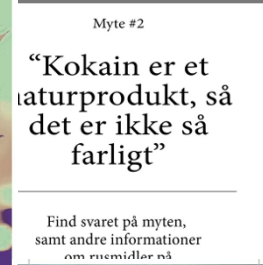 Myte #2
“Kokain er et
naturprodukt, så
det er ikke så
farligt”
Find svaret på myten,
samt andre informationer
om rusmidler på